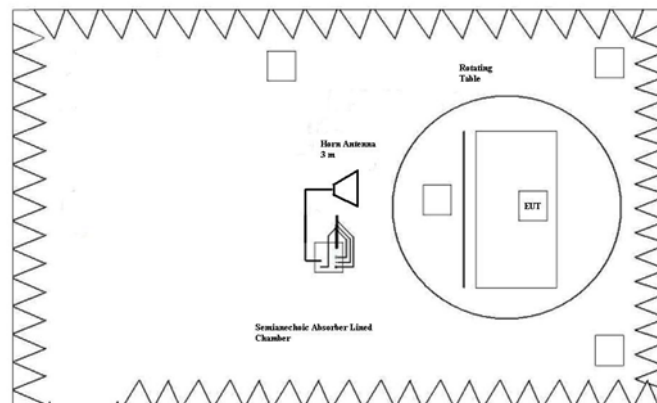 Rotating
Table
Horn Antenna
3 m
EUT
Semianechoic Absorber Lined
Chamber